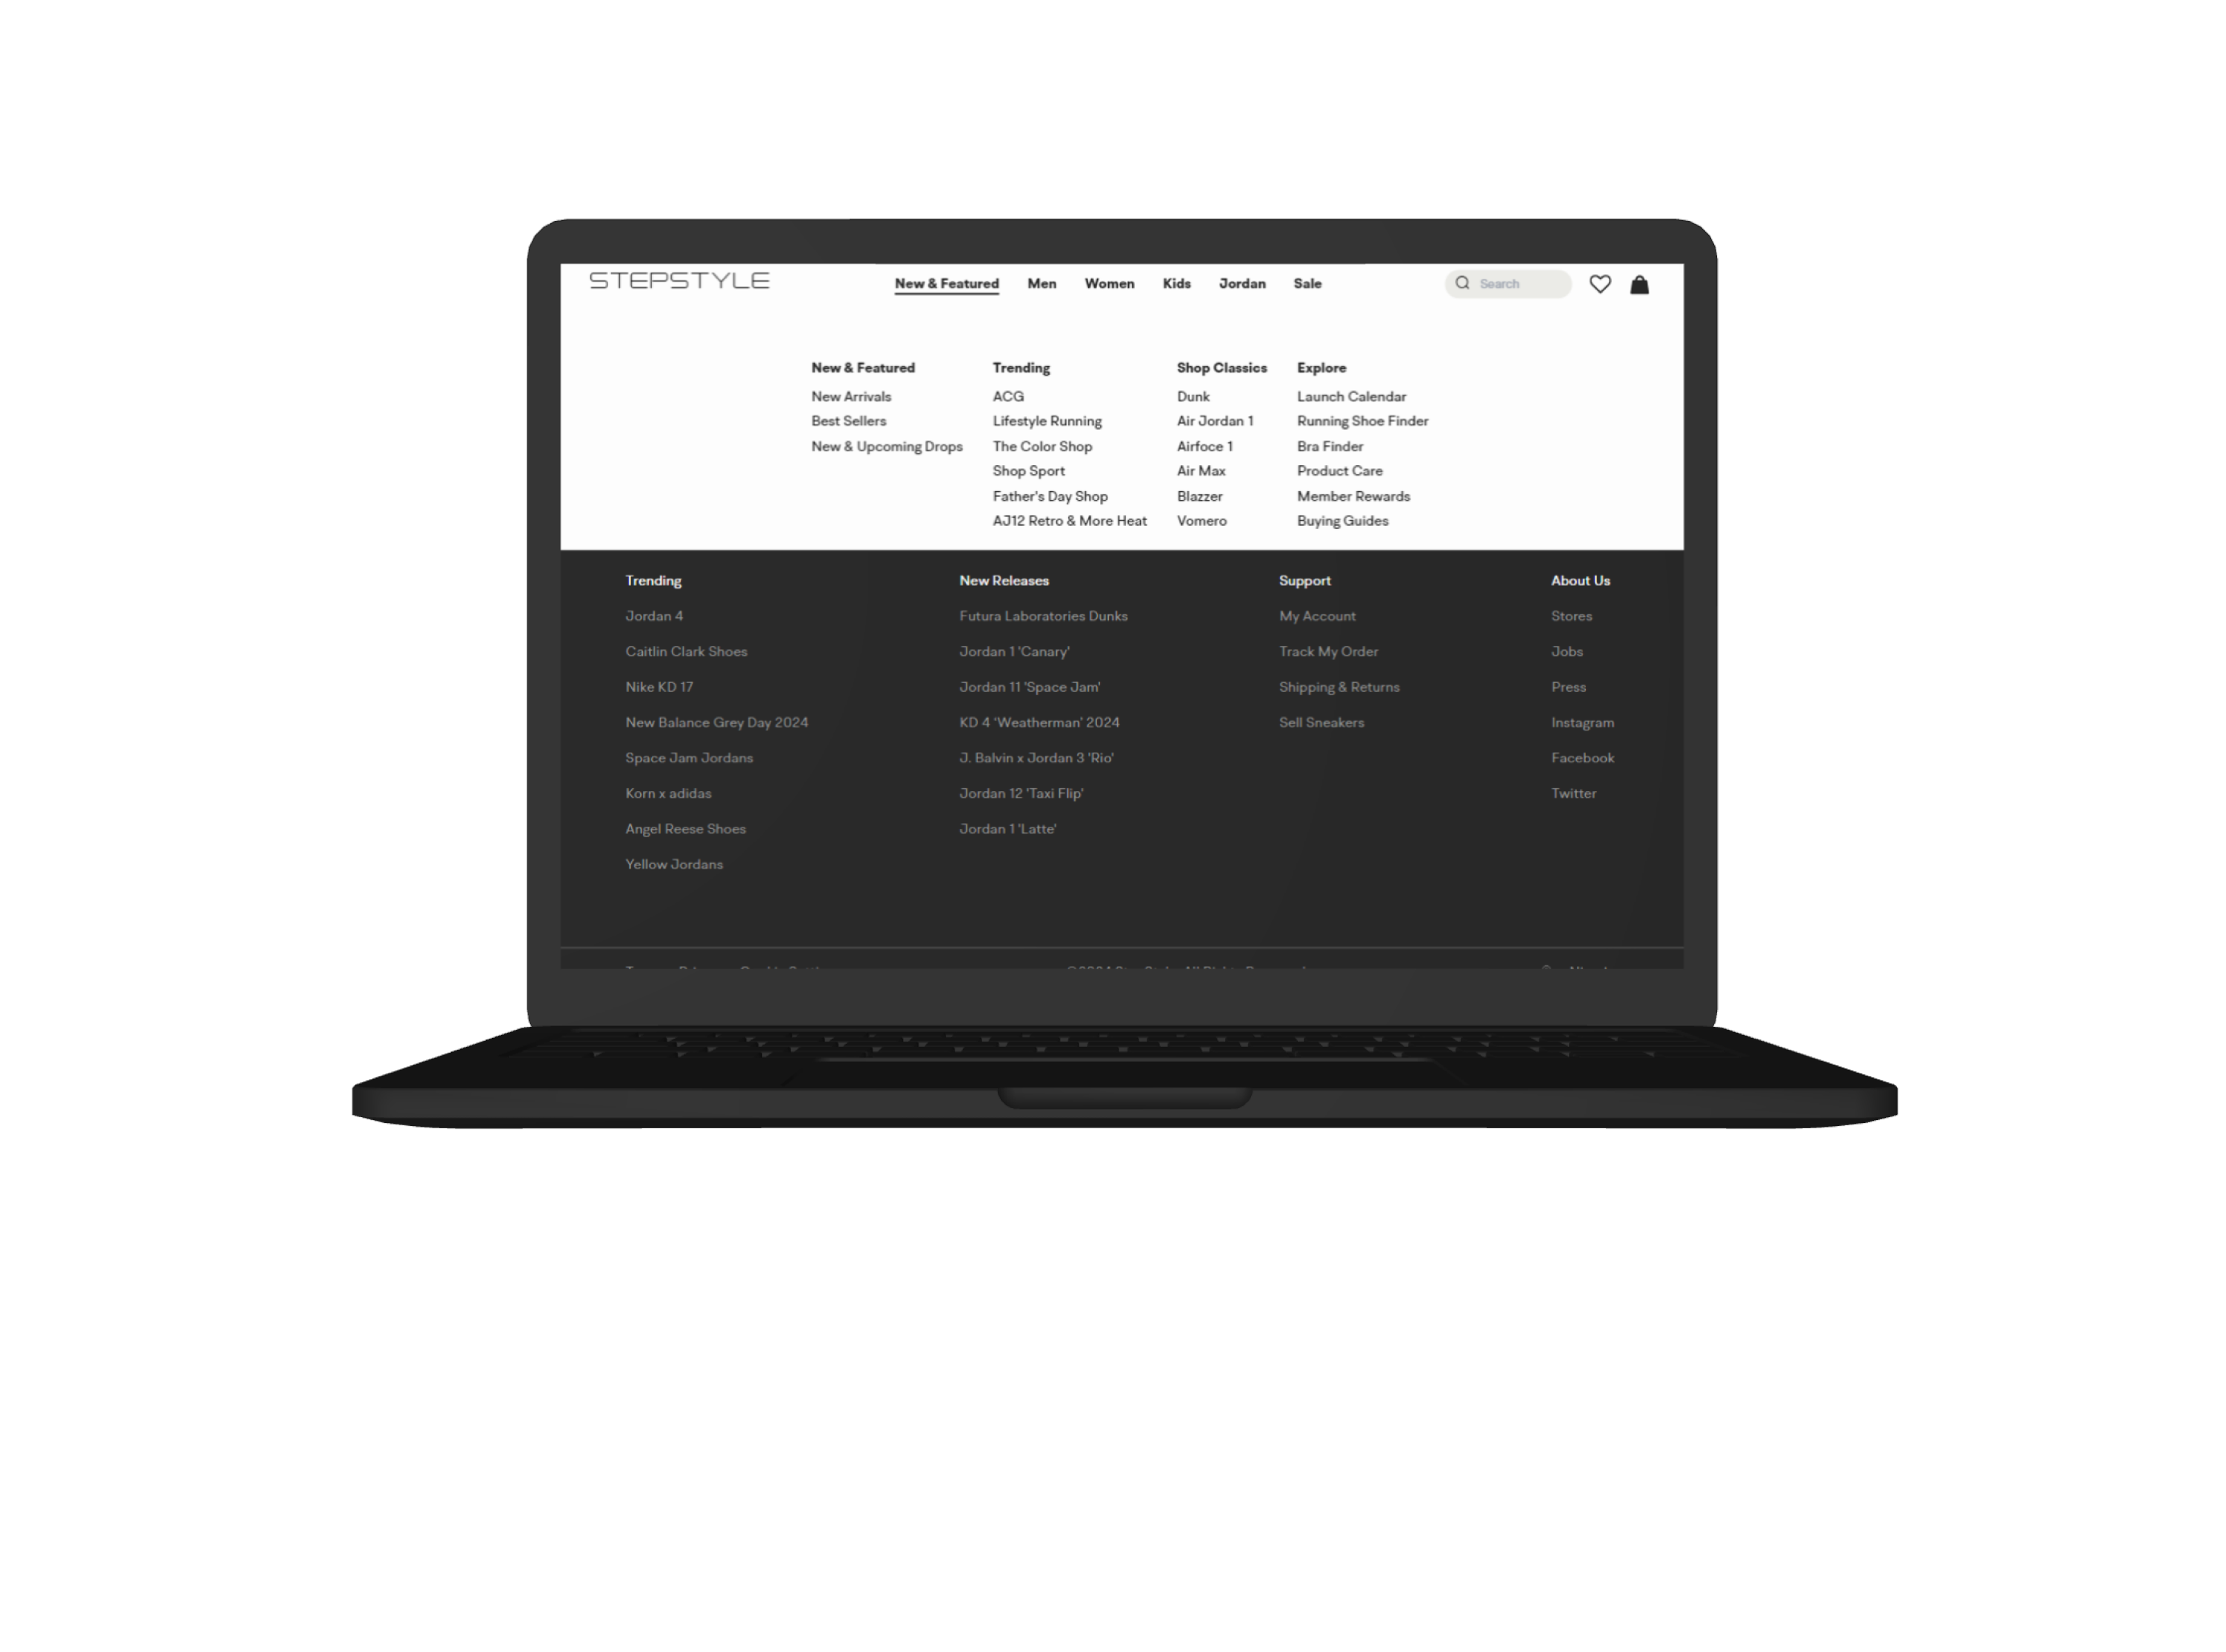 STEPSTYLE
New & Featured Men Women Kids Jordan Sale
Search
New & Featured
New Arrivals
Best Sellers
New & Upcoming Drops
Trending
ACG
Lifestyle Running
The Color Shop
Shop Sport
Father's Day Shop
AJ12 Retro & More Heat
Shop Classics
Dunk
Air Jordan 1
Airfoce 1
Air Max
Blazzer
Vomero
Explore
Launch Calendar
Running Shoe Finder
Bra Finder
Product Care
Member Rewards
Buying Guides
Trending
Jordan 4
Caitlin Clark Shoes
Nike KD 17
New Balance Grey Day 2024
Space Jam Jordans
Korn x adidas
Angel Reese Shoes
Yellow Jordans
New Releases
Futura Laboratories Dunks
Jordan 1 'Canary'
Jordan 11 'Space Jam'
KD 4 'Weatherman' 2024
J. Balvin x Jordan 3 'Rio'
Jordan 12 'Taxi Flip'
Jordan 1 'Latte'
Support
My Account
Track My Order
Shipping & Returns
Sell Sneakers
About Us
Stores
Jobs
Press
Instagram
Facebook
Twitter